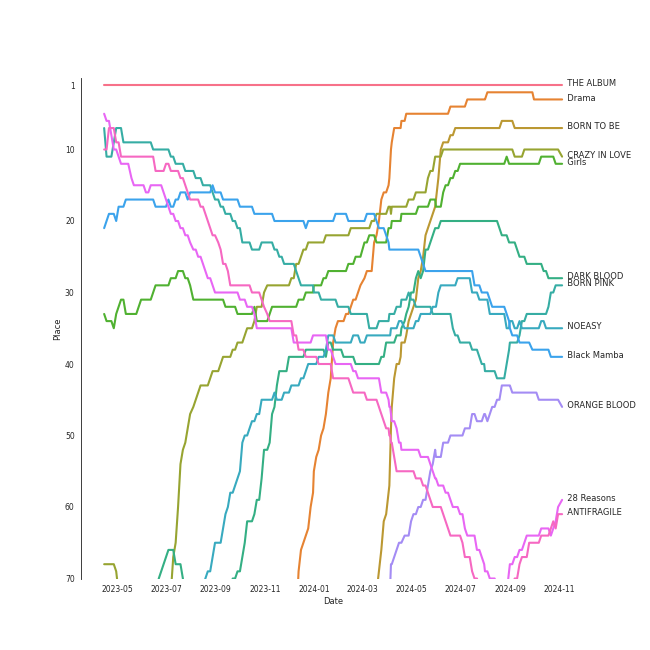 THE ALBUM
1
Drama
BORN TO BE
10
CRAZY IN LOVE
Girls
20
DARK BLOOD
BORN PINK
30
Place
NOEASY
Black Mamba
40
ORANGE BLOOD
50
28 Reasons
60
ANTIFRAGILE
70
2023-05 2023-07 2023-09 2023-11 2024-01 2024-03 2024-05 2024-07 2024-09 2024-11
Date